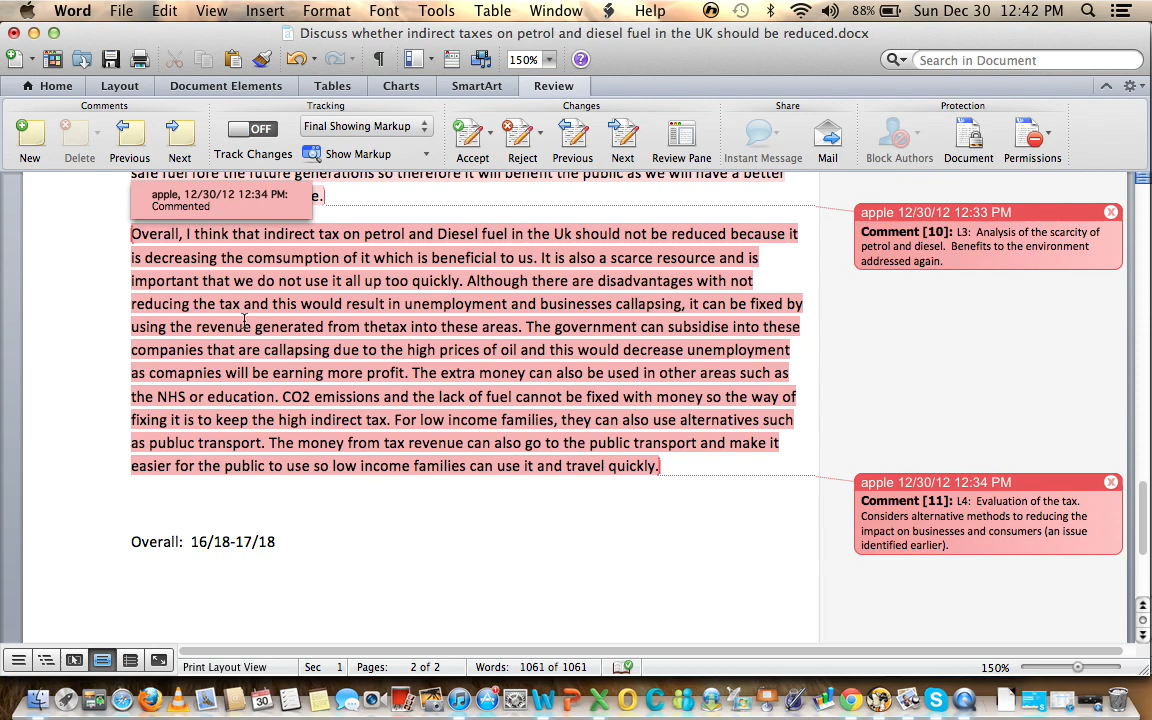 Word File Edit View Insert Format Font Tools Table Window Help 88% Sun Dec 30 12:42 PM
Discuss whether indirect taxes on petrol and diesel fuel in the UK should be reduced.docx
150% Search in Document
Home Layout Document Elements Tables Charts SmartArt Review
Comments Tracking Changes Share Protection
OFF Final Showing Markup
New Delete Previous Next Track Changes Show Markup Accept Reject Previous Next Review Pane Instant Message Mail Block Authors Document Permissions
safe fuel fore the future generations so therefore it will benefit the public as we will have a better
e.
apple, 12/30/12 12:34 PM:
Commented
Overall, I think that indirect tax on petrol and Diesel fuel in the Uk should not be reduced because it
is decreasing the comsumption of it which is beneficial to us. It is also a scarce resource and is
important that we do not use it all up too quickly. Although there are disadvantages with not
reducing the tax and this would result in unemployment and businesses callapsing, it can be fixed by
using the revenue generated from thetax into these areas. The government can subsidise into these
companies that are callapsing due to the high prices of oil and this would decrease unemployment
as comapnies will be earning more profit. The extra money can also be used in other areas such as
the NHS or education. CO2 emissions and the lack of fuel cannot be fixed with money so the way of
fixing it is to keep the high indirect tax. For low income families, they can also use alternatives such
as publuc transport. The money from tax revenue can also go to the public transport and make it
easier for the public to use so low income families can use it and travel quickly.
Overall: 16/18-17/18
apple 12/30/12 12:33 PM
Comment [10]: L3: Analysis of the scarcity of
petrol and diesel. Benefits to the environment
addressed again.
apple 12/30/12 12:34 PM
Comment [11]: L4: Evaluation of the tax.
Considers alternative methods to reducing the
impact on businesses and consumers (an issue
identified earlier).
Print Layout View Sec 1 Pages: 2 of 2 Words: 1061 of 1061 150%